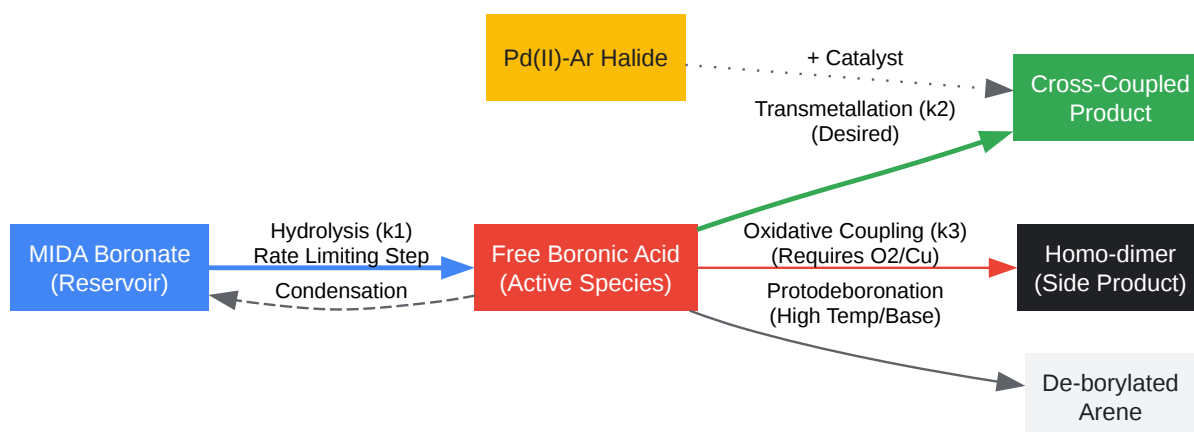 Pd(II)-Ar Halide
+ Catalyst
Cross-Coupled
Product
Transmetallation (k2)
(Desired)
MIDA Boronate
(Reservoir)
Hydrolysis (k1)
Rate Limiting Step
Condensation
Free Boronic Acid
(Active Species)
Oxidative Coupling (k3)
(Requires O2/Cu)
Homo-dimer
(Side Product)
Protodeboronation
(High Temp/Base)
De-borylated
Arene